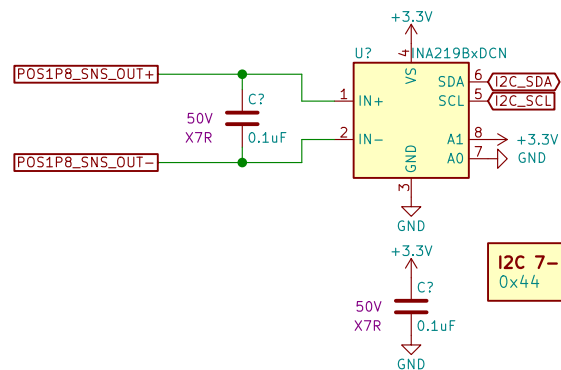 +3.3V
U?
INA219BxDCN
POS1P8_SNS_OUT+
4
VS
SDA
6
I2C_SDA
1
IN+
SCL
5
I2C_SCL
C?
50V
X7R
0.1uF
2
IN-
A1
8
+3.3V
POS1P8_SNS_OUT-
GND
A0
7
GND
3
GND
+3.3V
I2C 7-
0x44
C?
50V
X7R
0.1uF
GND